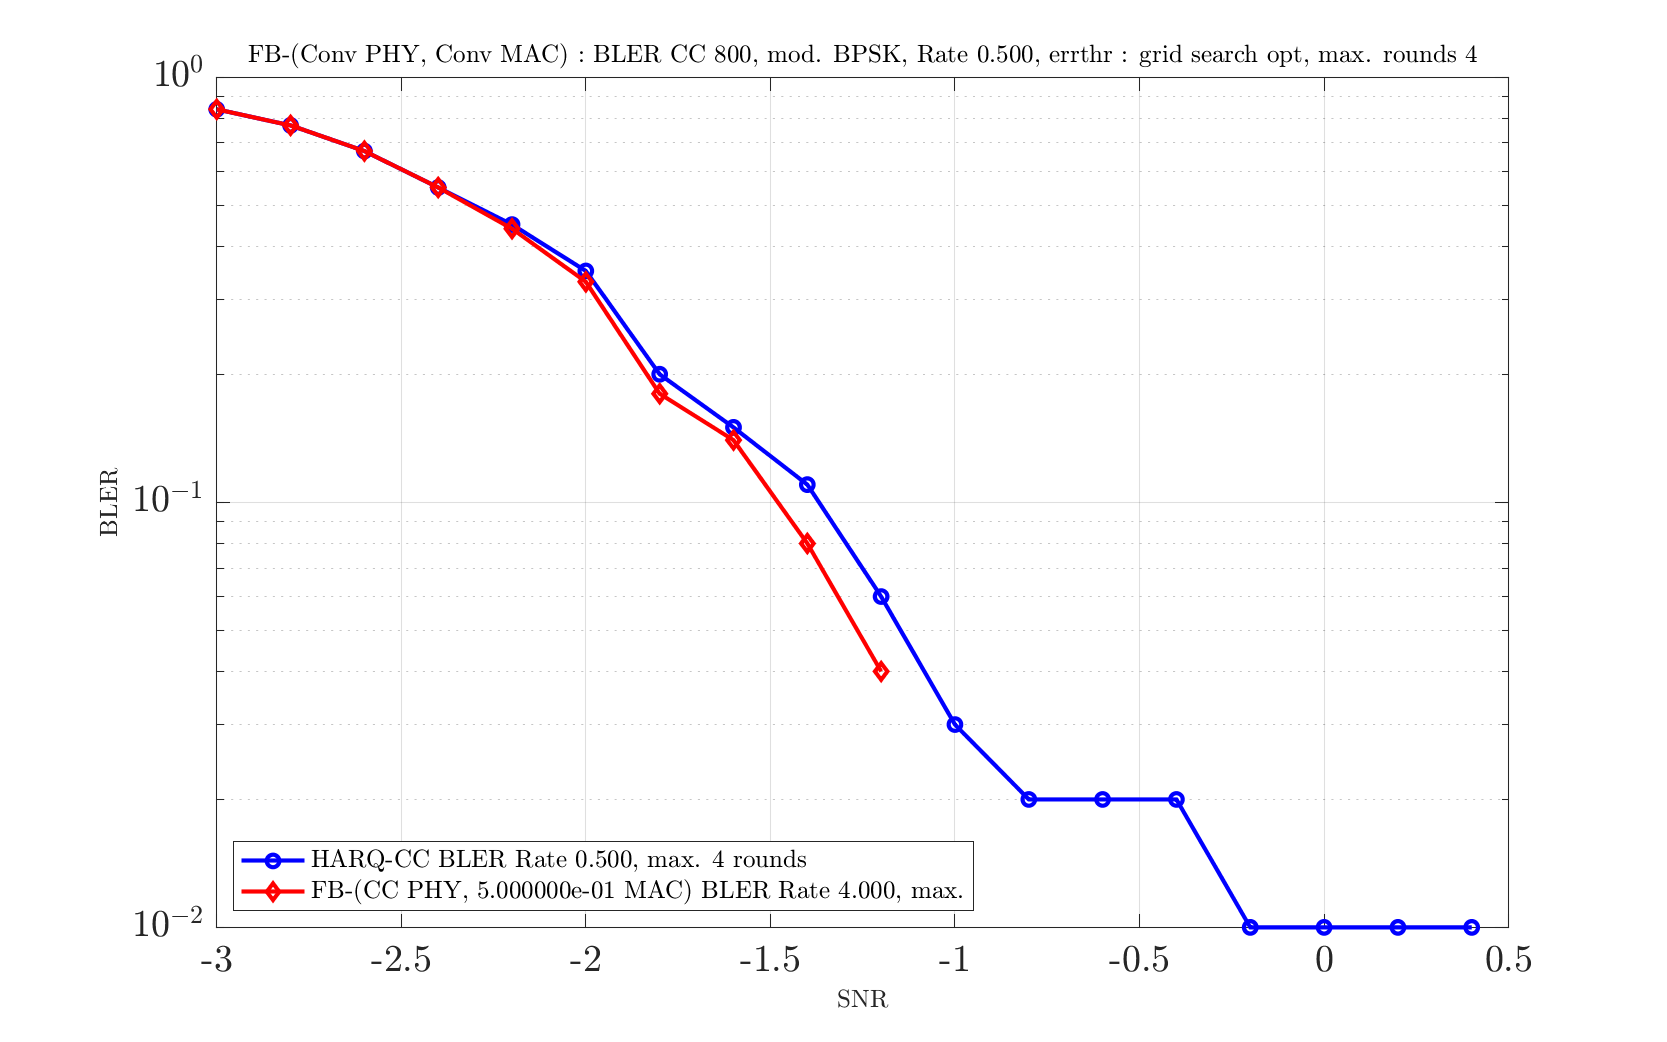 FB-(Conv PHY, Conv MAC) : BLER CC 800, mod. BPSK, Rate 0.500, errthr : grid search opt, max. rounds 4
10^0
10^-1
10^-2
BLER
HARQ-CC BLER Rate 0.500, max. 4 rounds
FB-(CC PHY, 5.000000e-01 MAC) BLER Rate 4.000, max.
-3 -2.5 -2 -1.5 -1 -0.5 0 0.5
SNR